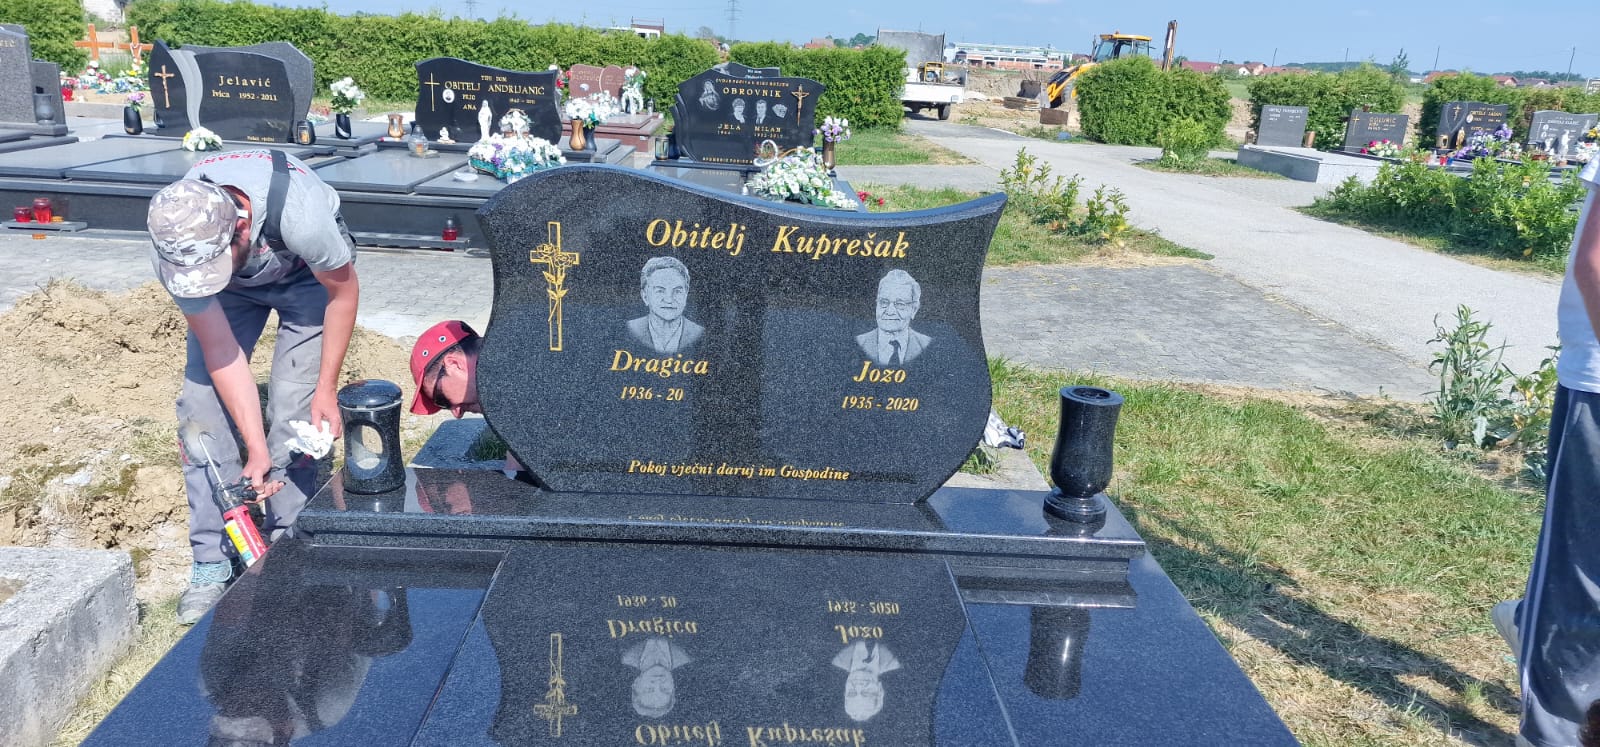 Jelavić
Ivica 1952-2011
OBITELJ ANDRIJANIĆ
ANA
OBROVNIK
JELA MILAN
Obitelj Kuprešak
Dragica
1936 - 20
Jozo
1935 - 2020
Pokoj vječni daruj im Gospodine